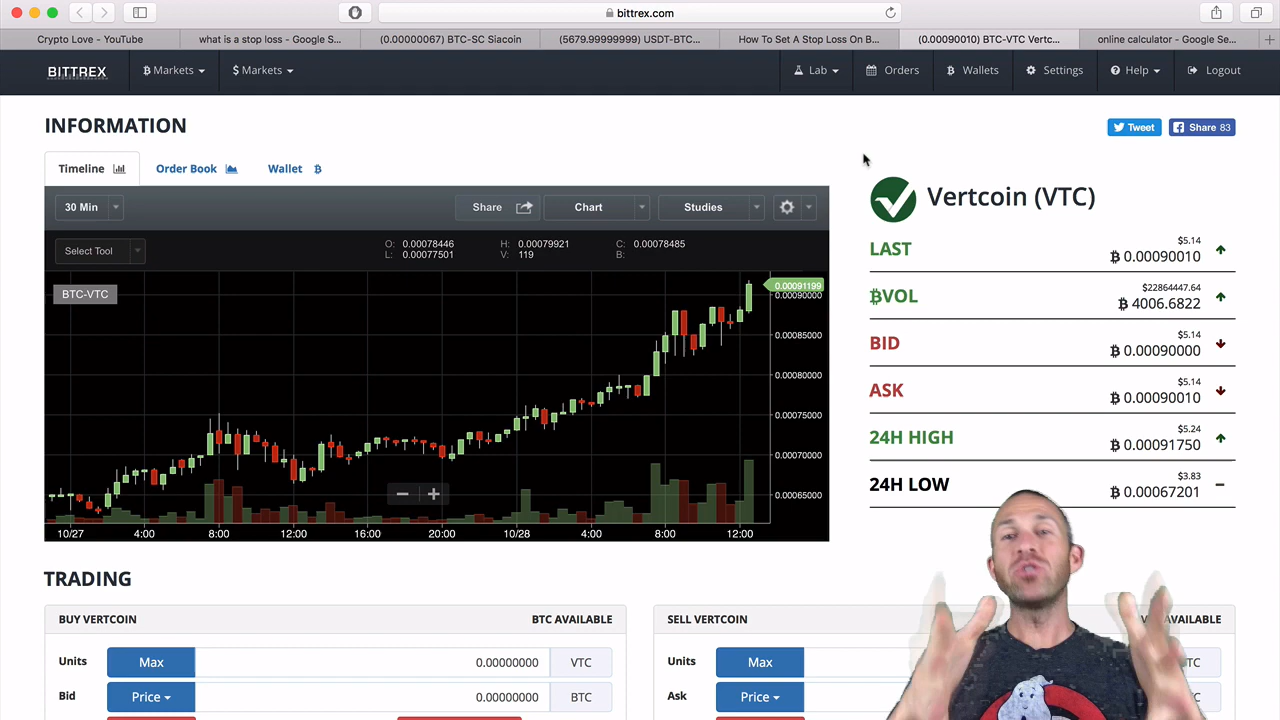 bittrex.com
Crypto Love - YouTube
what is a stop loss - Google S...
(0.00000067) BTC-SC Siacoin
(5679.99999999) USDT-BTC...
How To Set A Stop Loss On B...
(0.00090010) BTC-VTC Vertc...
online calculator - Google Se...
BITTREX
Ƀ Markets
$ Markets
Lab
Orders
Ƀ Wallets
Settings
Help
Logout
INFORMATION
Tweet
Share 83
Timeline
Order Book
Wallet Ƀ
30 Min
Share
Chart
Studies
Select Tool
O: 0.00078446 H: 0.00079921 C: 0.00078485
L: 0.00077501 V: 119 B:
BTC-VTC
0.00091199
0.00090000
0.00085000
0.00080000
0.00075000
0.00070000
0.00065000
10/27 4:00 8:00 12:00 16:00 20:00 10/28 4:00 8:00 12:00
Vertcoin (VTC)
$5.14
LAST Ƀ 0.00090010
$22864447.64
ɃVOL Ƀ 4006.6822
$5.14
BID Ƀ 0.00090000
$5.14
ASK Ƀ 0.00090010
$5.24
24H HIGH Ƀ 0.00091750
$3.83
24H LOW Ƀ 0.00067201
TRADING
BUY VERTCOIN BTC AVAILABLE
Units Max 0.00000000 VTC
Bid Price 0.00000000 BTC
SELL VERTCOIN AVAILABLE
Units Max
Ask Price BTC